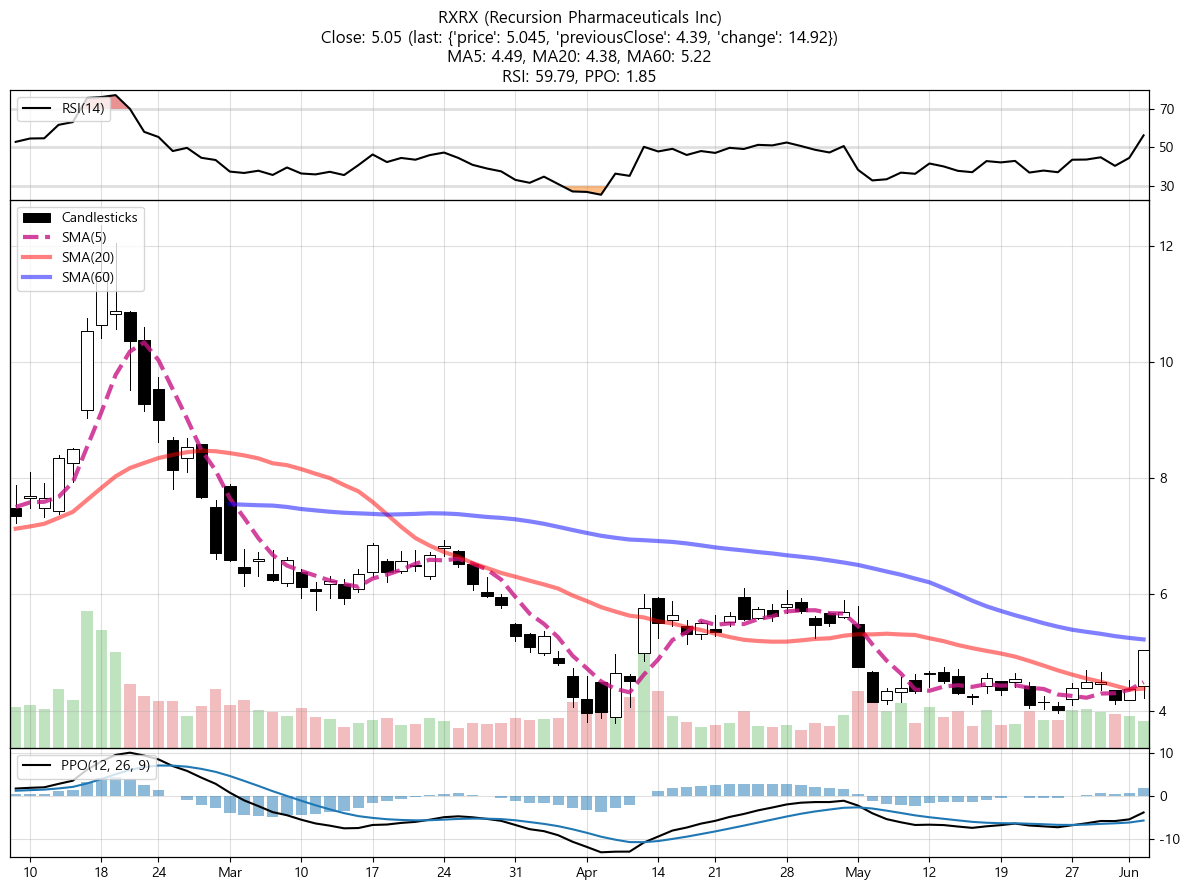 RXRX (Recursion Pharmaceuticals Inc)
Close: 5.05 (last: {'price': 5.045, 'previousClose': 4.39, 'change': 14.92})
MA5: 4.49, MA20: 4.38, MA60: 5.22
RSI: 59.79, PPO: 1.85
RSI(14)
70
50
30
Candlesticks
SMA(5)
SMA(20)
SMA(60)
12
10
8
6
4
PPO(12, 26, 9)
10
0
-10
10 18 24 Mar 10 17 24 31 Apr 14 21 28 May 12 19 27 Jun